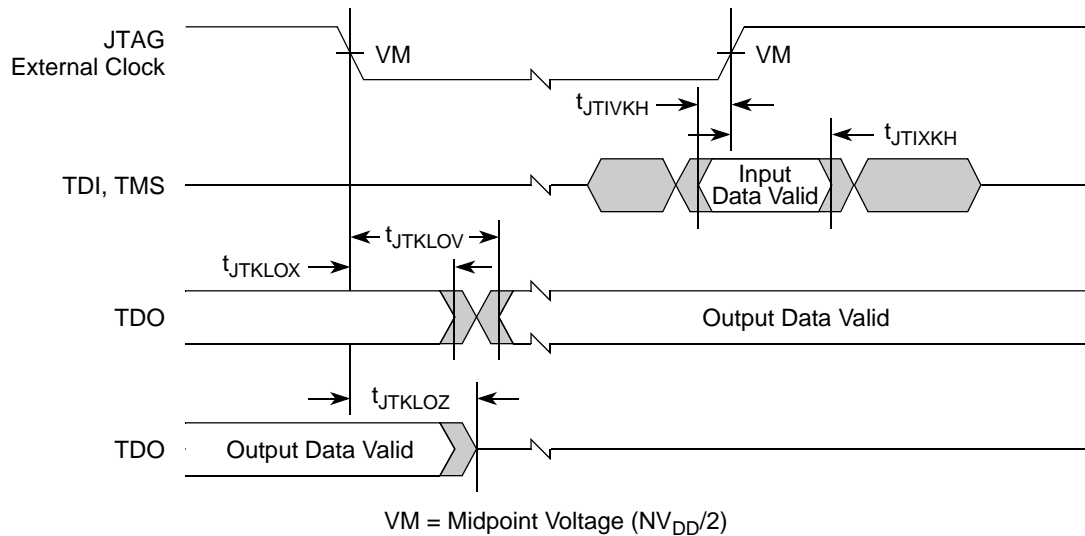 JTAG
External Clock
VM
VM
tJTIVKH
tJTIXKH
TDI, TMS
Input
Data Valid
tJTKLOV
tJTKLOX
TDO
Output Data Valid
tJTKLOZ
TDO
Output Data Valid
VM = Midpoint Voltage (NVDD/2)